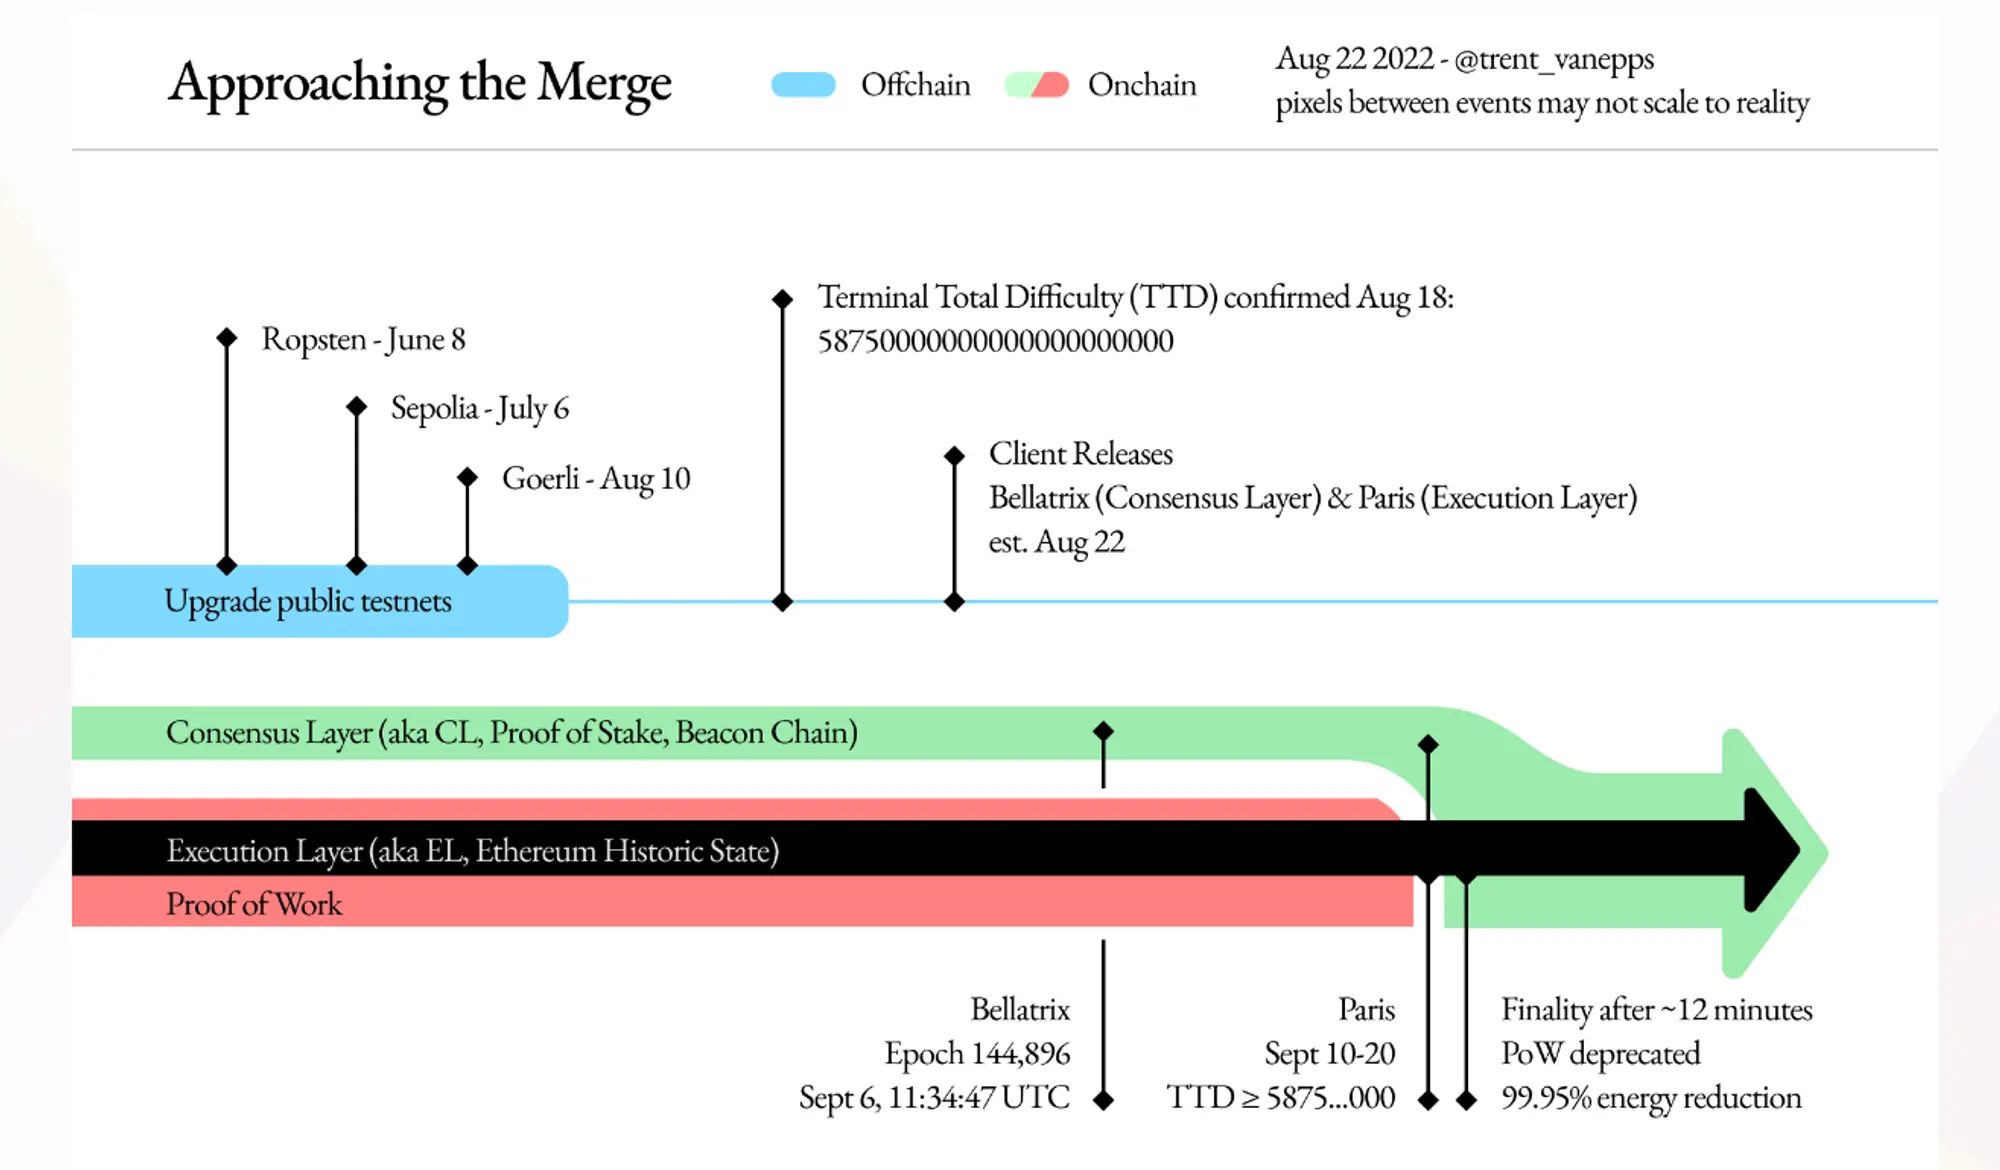 Approaching the Merge
Offchain
Onchain
Aug 22 2022 - @trent_vanepps
pixels between events may not scale to reality
Terminal Total Difficulty (TTD) confirmed Aug 18:
58750000000000000000000
Ropsten - June 8
Sepolia - July 6
Goerli - Aug 10
Client Releases
Bellatrix (Consensus Layer) & Paris (Execution Layer)
est. Aug 22
Upgrade public testnets
Consensus Layer (aka CL, Proof of Stake, Beacon Chain)
Execution Layer (aka EL, Ethereum Historic State)
Proof of Work
Bellatrix
Epoch 144,896
Sept 6, 11:34:47 UTC
Paris
Sept 10-20
TTD ≥ 5875...000
Finality after ~12 minutes
PoW deprecated
99.95% energy reduction